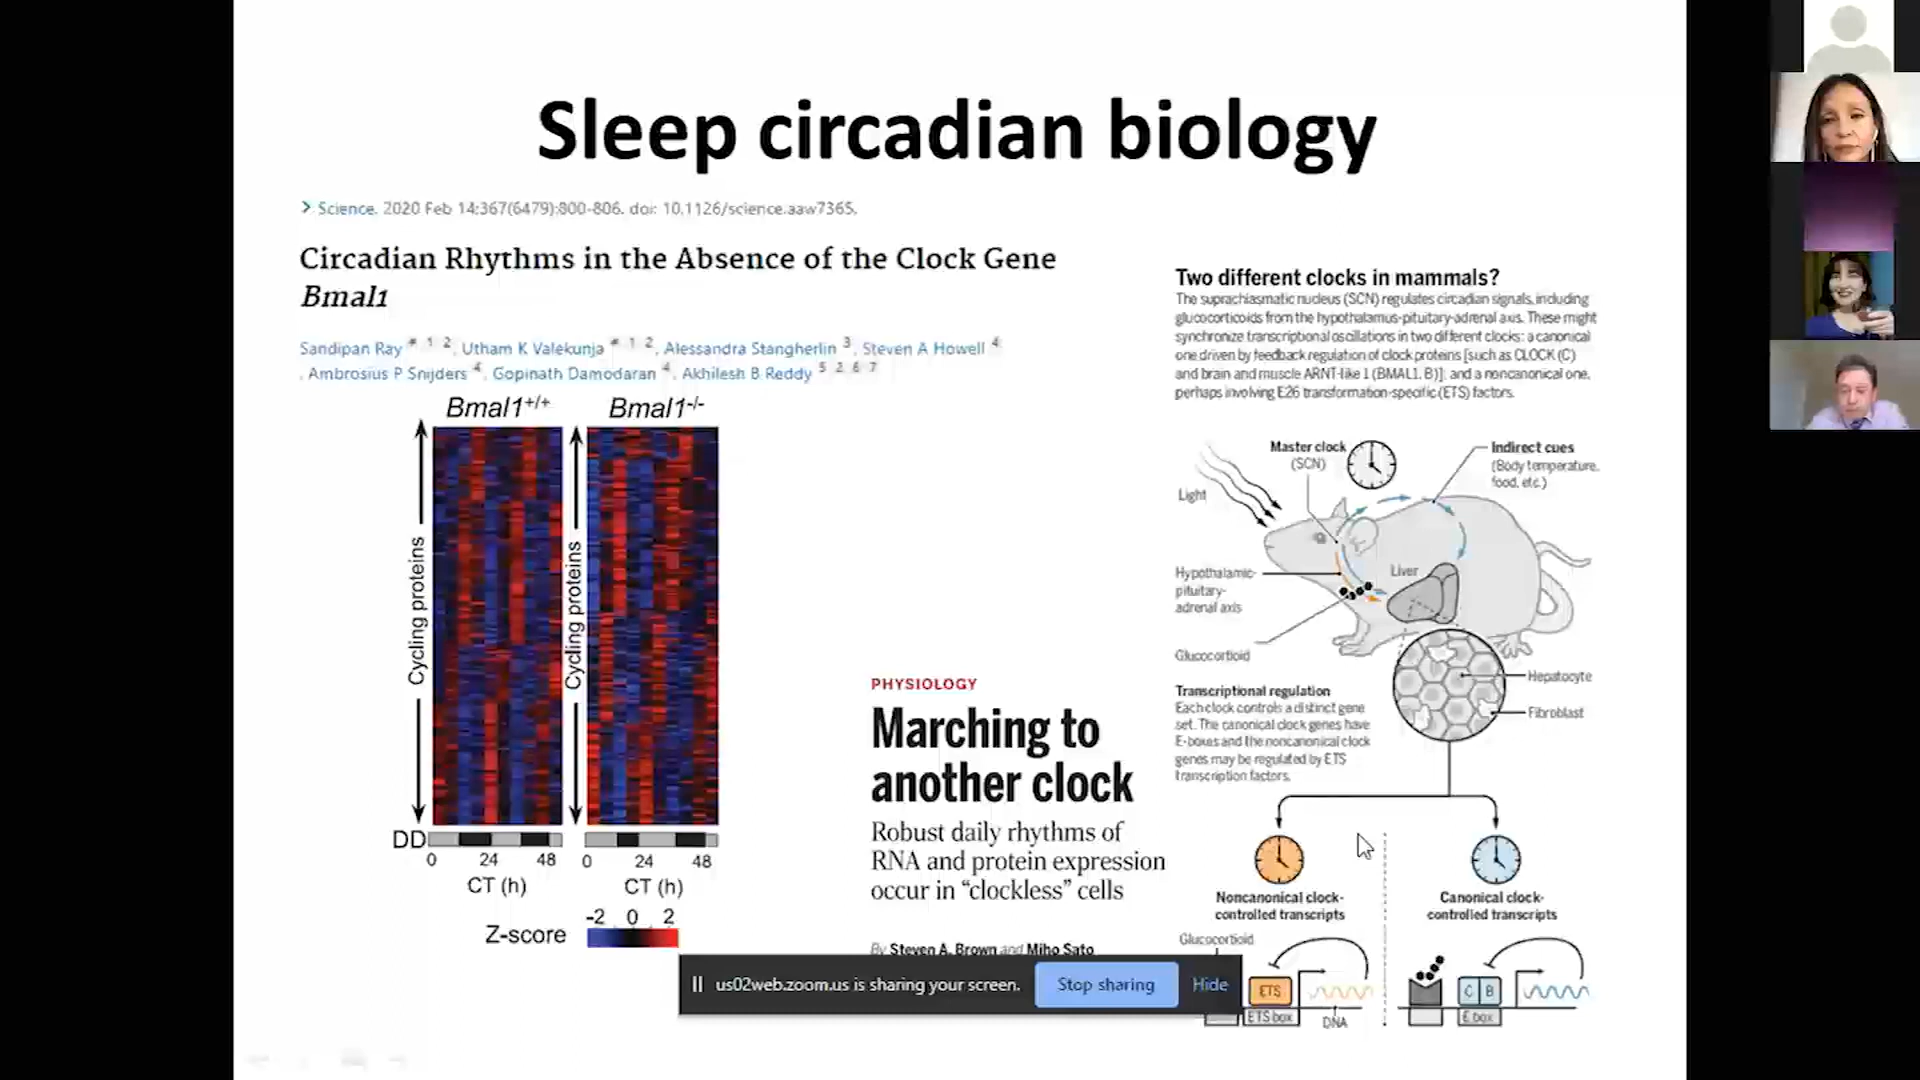 Sleep circadian biology
> Science. 2020 Feb 14:367(6479):800-806. doi: 10.1126/science.aaw7365.
Circadian Rhythms in the Absence of the Clock Gene
Bmal1
Sandipan Ray # 1 2, Utham K Valekunja # 1 2, Alessandra Stangherlin 3, Steven A Howell 4
, Ambrosius P Snijders 4, Gopinath Damodaran 4, Akhilesh B Reddy 5 2 6 7
Bmal1+/+
Bmal1-/-
Cycling proteins
Cycling proteins
DD
0 24 48
0 24 48
CT (h)
CT (h)
-2 0 2
Z-score
PHYSIOLOGY
Marching to
another clock
Robust daily rhythms of
RNA and protein expression
occur in “clockless” cells
By Steven A. Brown and Miho Sato
Two different clocks in mammals?
The suprachiasmatic nucleus (SCN) regulates circadian signals, including
glucocorticoids from the hypothalamus-pituitary-adrenal axis. These might
synchronize transcriptional oscillations in two different clocks: a canonical
one driven by feedback regulation of clock proteins [such as CLOCK (C)
and brain and muscle ARNT-like 1 (BMAL1, B)], and a noncanonical one,
perhaps involving E26 transformation-specific (ETS) factors.
Master clock
(SCN)
Indirect cues
(Body temperature,
food, etc.)
Light
Hypothalamic-
pituitary-
adrenal axis
Liver
Glucocorticoid
Hepatocyte
Fibroblast
Transcriptional regulation
Each clock controls a distinct gene
set. The canonical clock genes have
E-boxes and the noncanonical clock
genes may be regulated by ETS
transcription factors.
Noncanonical clock-
controlled transcripts
Canonical clock-
controlled transcripts
Glucocorticoid
ETS
ETS box
DNA
C B
E box
us02web.zoom.us is sharing your screen.
Stop sharing
Hide